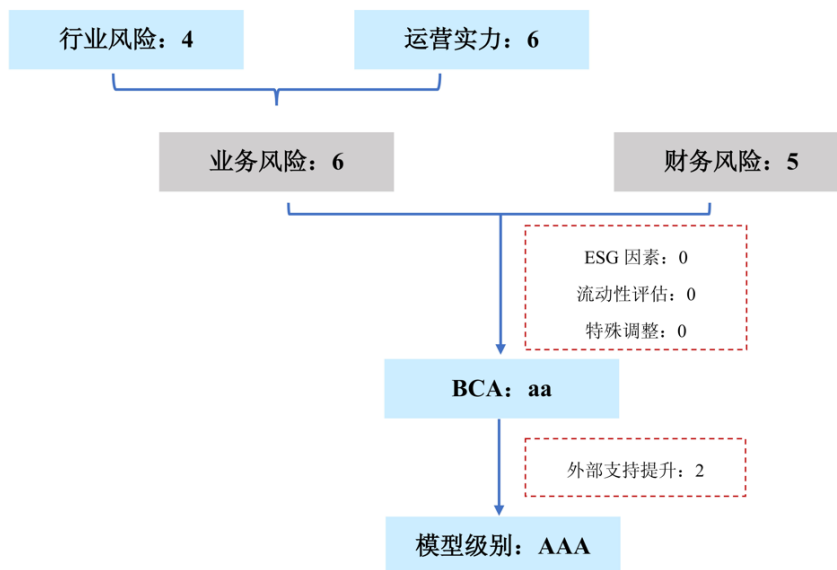 行业风险：4
运营实力：6
业务风险：6
财务风险：5
ESG 因素：0
流动性评估：0
特殊调整：0
BCA：aa
外部支持提升：2
模型级别：AAA